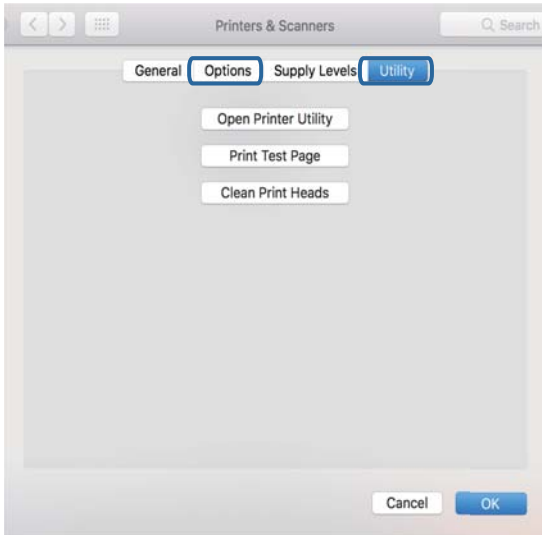 Printers & Scanners Search
General Options Supply Levels Utility
Open Printer Utility
Print Test Page
Clean Print Heads
Cancel OK